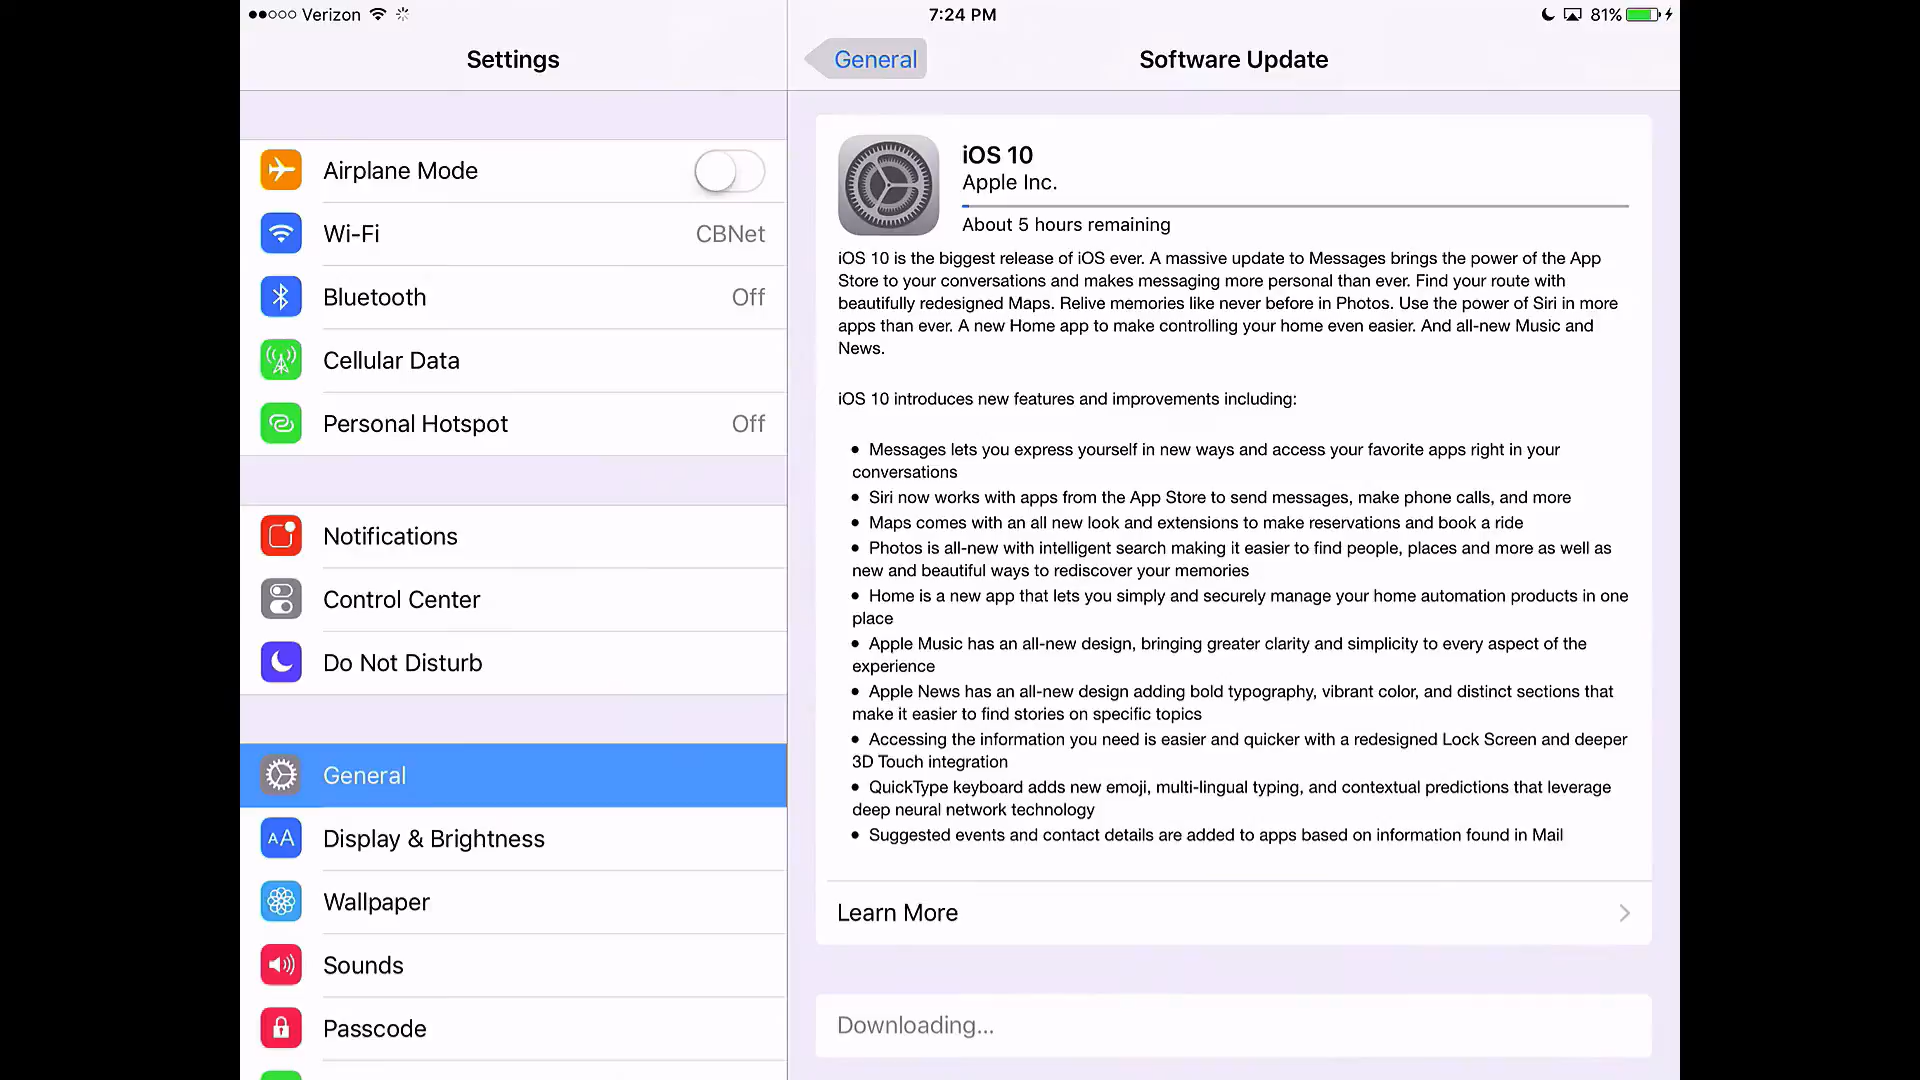 Verizon
7:24 PM
81%
Settings
General
Software Update
Airplane Mode
Wi-Fi
CBNet
Bluetooth
Off
Cellular Data
Personal Hotspot
Off
Notifications
Control Center
Do Not Disturb
General
Display & Brightness
AA
Wallpaper
Sounds
Passcode
iOS 10
Apple Inc.
About 5 hours remaining
iOS 10 is the biggest release of iOS ever. A massive update to Messages brings the power of the App
Store to your conversations and makes messaging more personal than ever. Find your route with
beautifully redesigned Maps. Relive memories like never before in Photos. Use the power of Siri in more
apps than ever. A new Home app to make controlling your home even easier. And all-new Music and
News.
iOS 10 introduces new features and improvements including:
• Messages lets you express yourself in new ways and access your favorite apps right in your
conversations
• Siri now works with apps from the App Store to send messages, make phone calls, and more
• Maps comes with an all new look and extensions to make reservations and book a ride
• Photos is all-new with intelligent search making it easier to find people, places and more as well as
new and beautiful ways to rediscover your memories
• Home is a new app that lets you simply and securely manage your home automation products in one
place
• Apple Music has an all-new design, bringing greater clarity and simplicity to every aspect of the
experience
• Apple News has an all-new design adding bold typography, vibrant color, and distinct sections that
make it easier to find stories on specific topics
• Accessing the information you need is easier and quicker with a redesigned Lock Screen and deeper
3D Touch integration
• QuickType keyboard adds new emoji, multi-lingual typing, and contextual predictions that leverage
deep neural network technology
• Suggested events and contact details are added to apps based on information found in Mail
Learn More
Downloading...